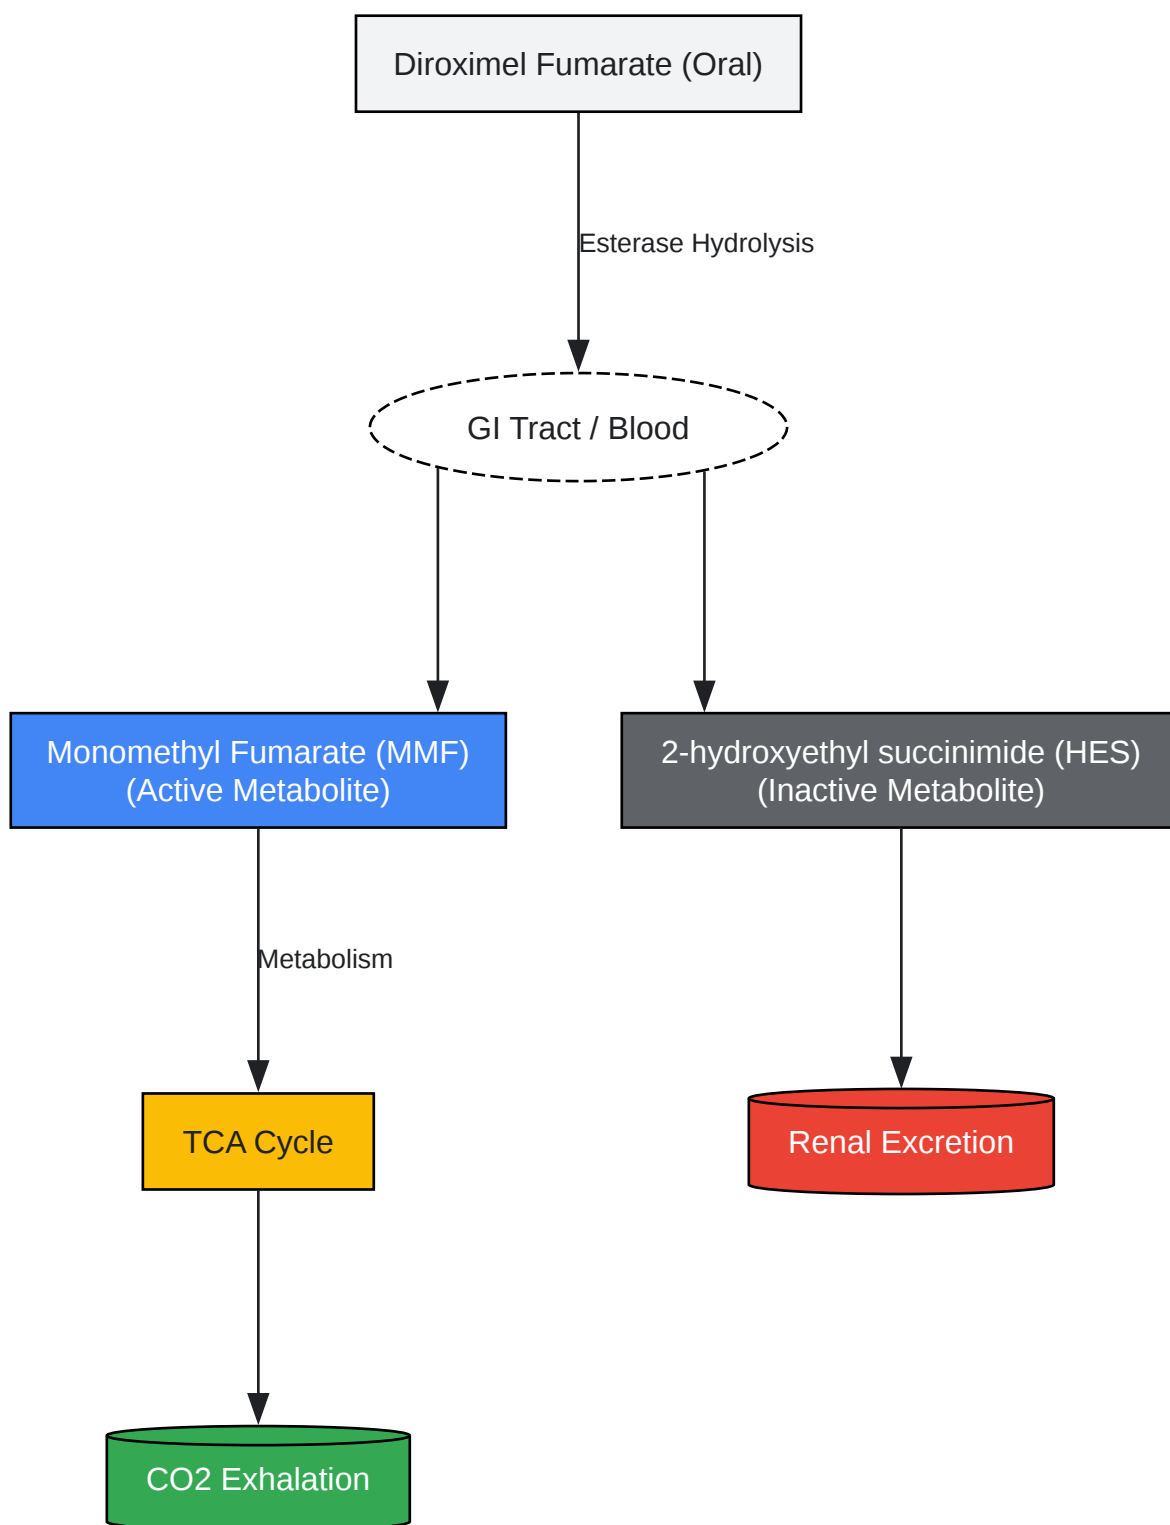 Diroximel Fumarate (Oral)
Esterase Hydrolysis
GI Tract / Blood
Monomethyl Fumarate (MMF)
(Active Metabolite)
2-hydroxyethyl succinimide (HES)
(Inactive Metabolite)
Metabolism
TCA Cycle
Renal Excretion
CO2 Exhalation